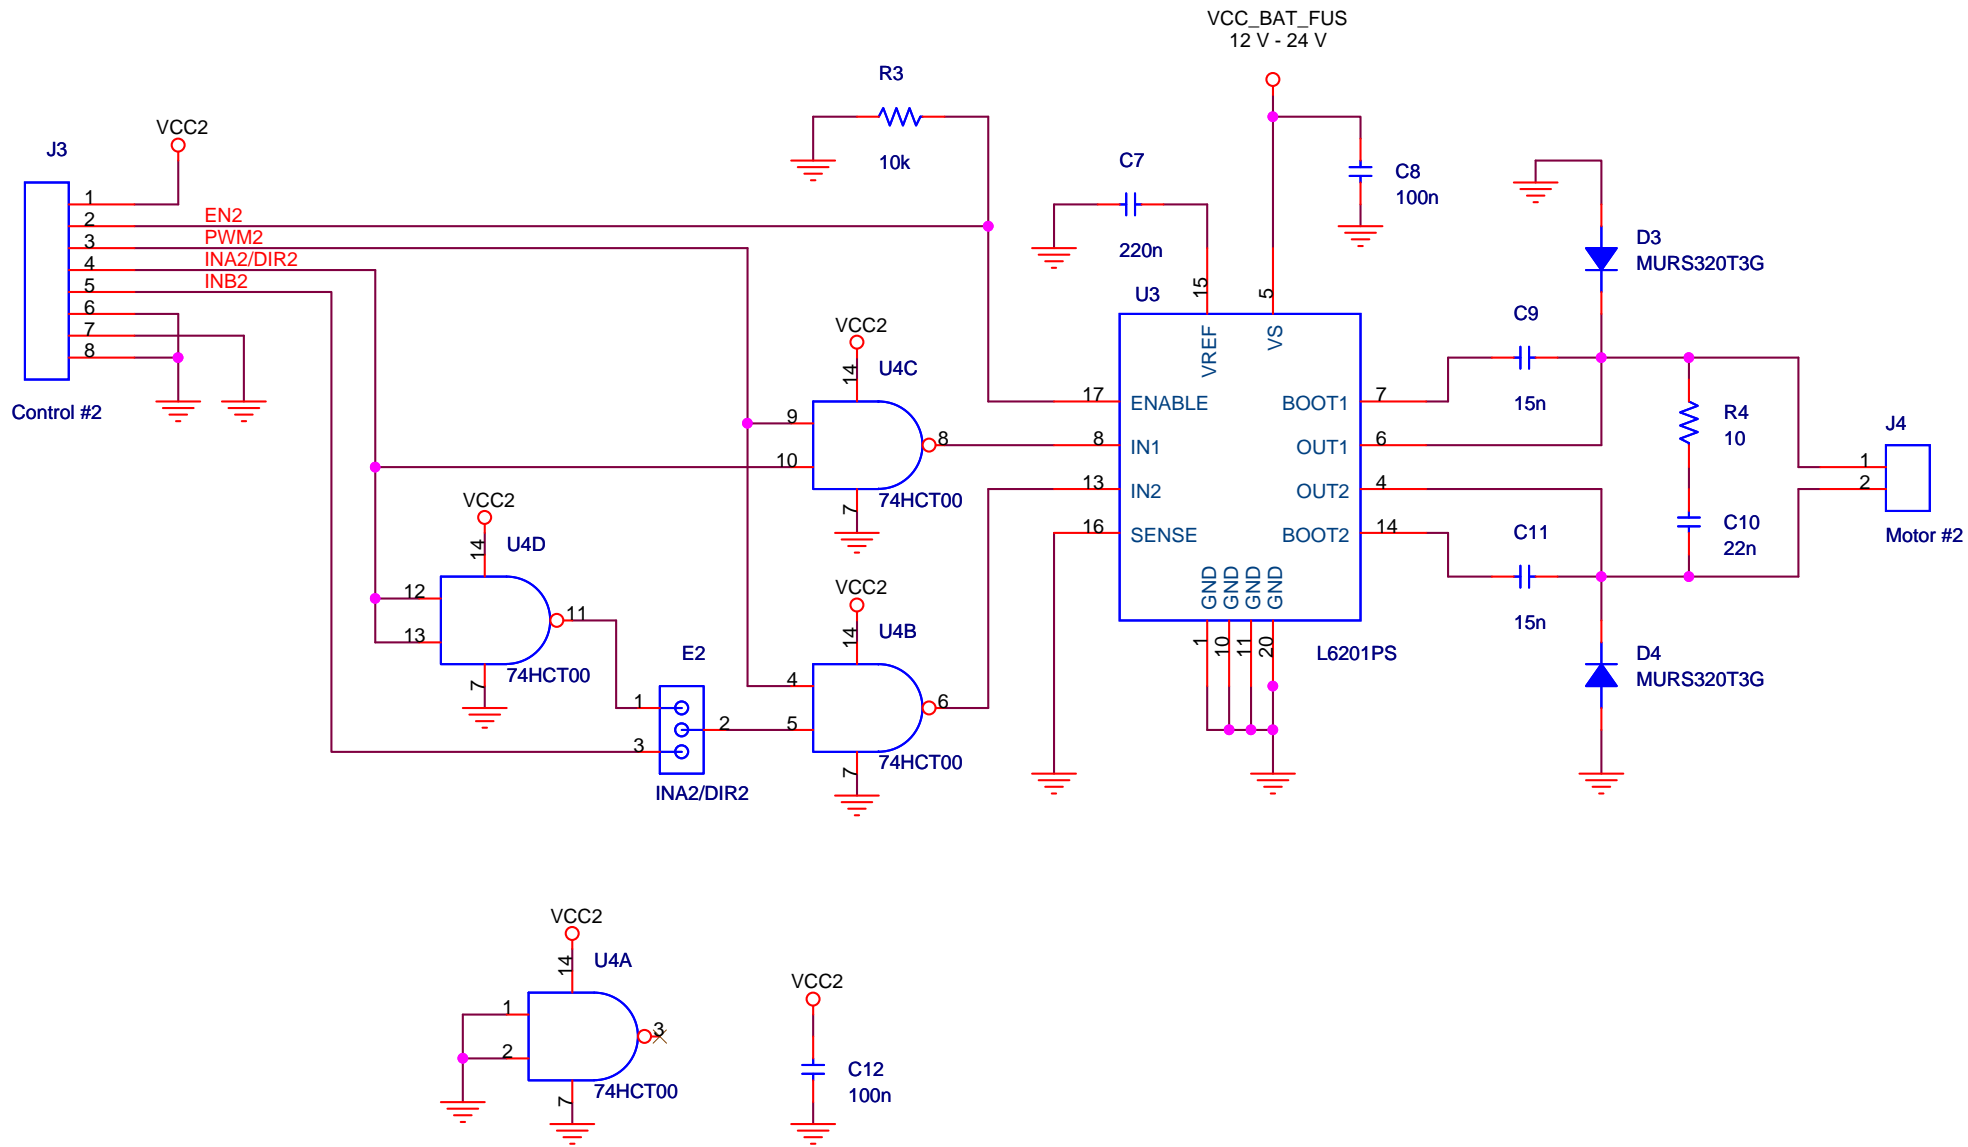 VCC_BAT_FUS
12 V - 24 V
R3
10k
VCC2
J3
1
2
3
4
5
6
7
8
EN2
PWM2
INA2/DIR2
INB2
Control #2
C7
220n
C8
100n
D3
MURS320T3G
U3
15
5
VREF
VS
17
ENABLE
8
IN1
13
IN2
16
SENSE
BOOT1
7
OUT1
6
OUT2
4
BOOT2
14
GND
GND
GND
GND
1
10
11
20
L6201PS
C9
15n
R4
10
C10
22n
C11
15n
J4
1
2
Motor #2
D4
MURS320T3G
VCC2
14
U4C
9
10
8
7
74HCT00
VCC2
14
U4D
12
13
11
7
74HCT00
VCC2
14
U4B
4
5
6
7
74HCT00
E2
1
2
3
INA2/DIR2
VCC2
14
U4A
1
2
3
7
74HCT00
VCC2
C12
100n